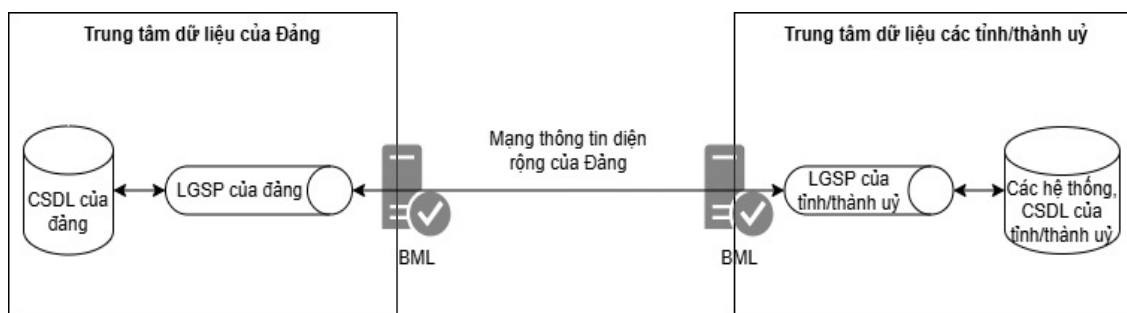 Trung tâm dữ liệu của Đảng
CSDL của
đảng
LGSP của đảng
BML
Mạng thông tin diện
rộng của Đảng
Trung tâm dữ liệu các tỉnh/thành uỷ
BML
LGSP của
tỉnh/thành uỷ
Các hệ thống,
CSDL của
tỉnh/thành uỷ